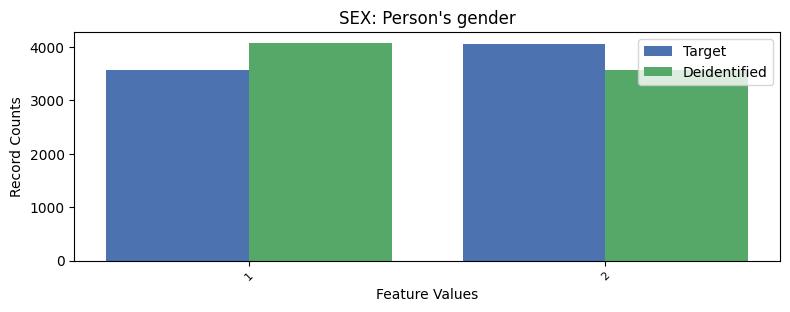 SEX: Person's gender
Target
Deidentified
4000
3000
2000
1000
0
Record Counts
1
2
Feature Values